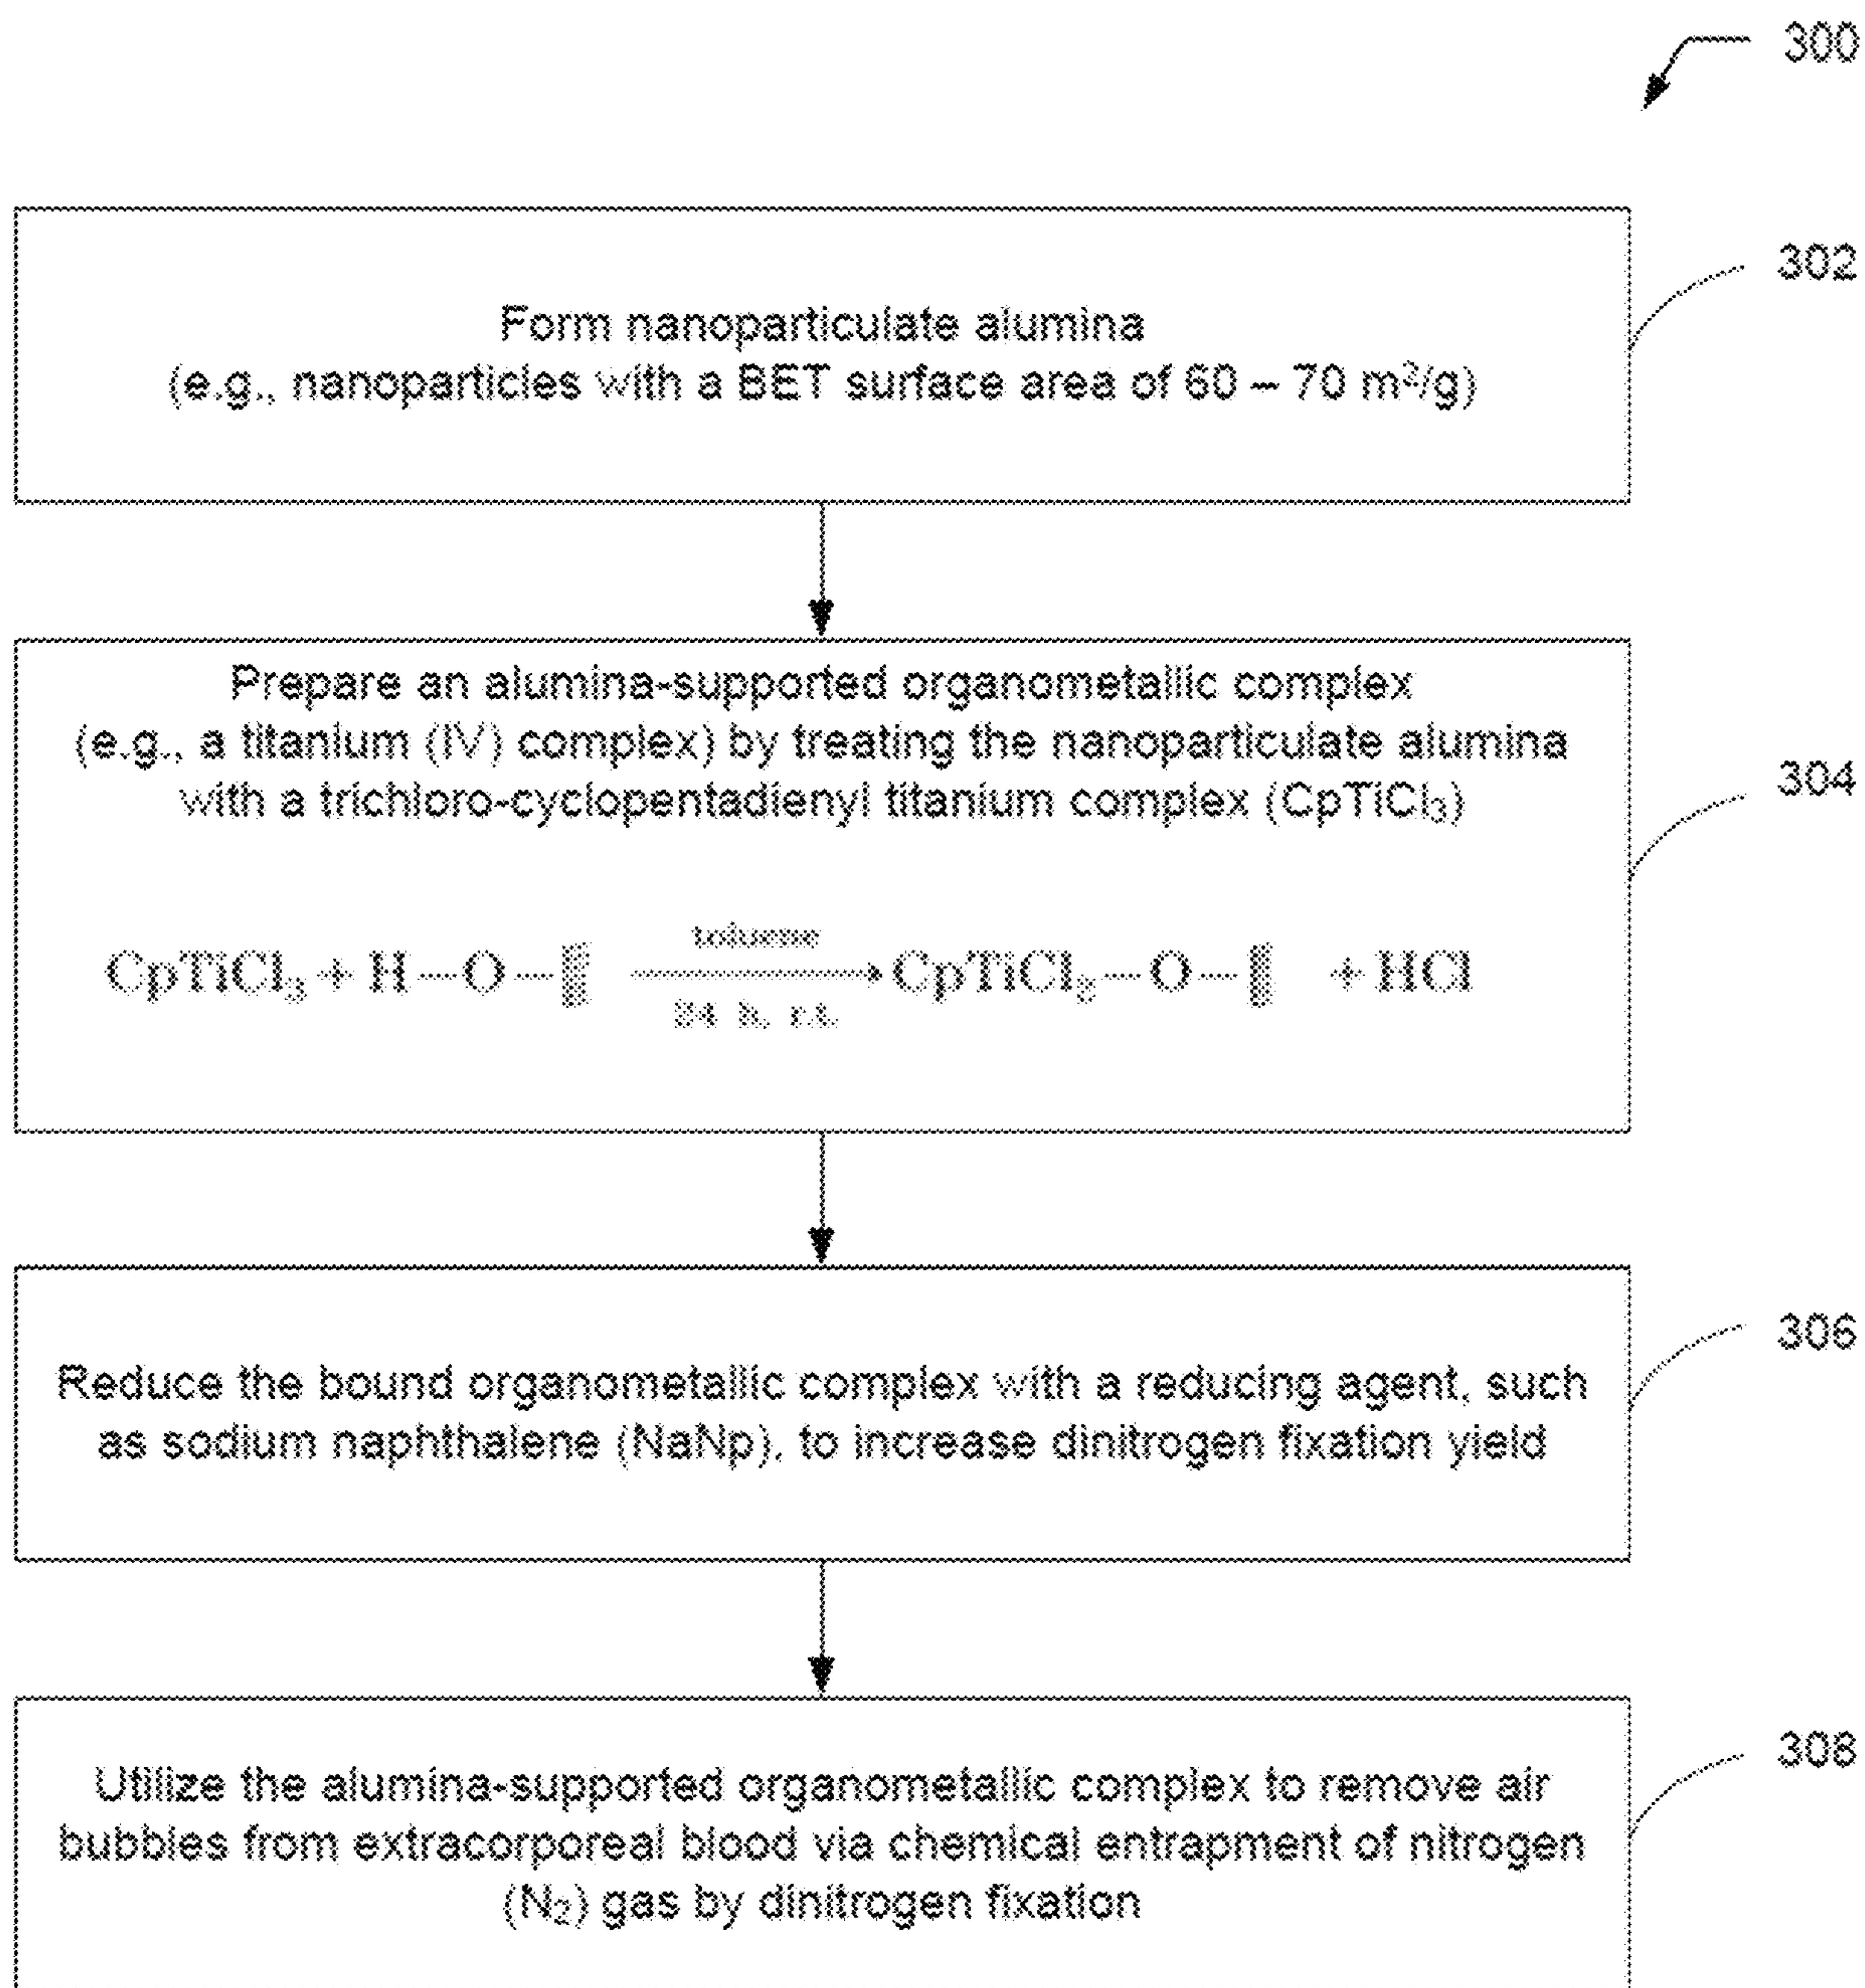 300
302
Form nanoparticulate alumina
(e.g., nanoparticles with a BET surface area of 60 – 70 m²/g)
304
Prepare an alumina-supported organometallic complex
(e.g., a titanium (IV) complex) by treating the nanoparticulate alumina
with a trichloro-cyclopentadienyl titanium complex (CpTiCl₃)
toluene
CpTiCl₃ + H—O— → CpTiCl₂—O— + HCl
24 h, r.t.
306
Reduce the bound organometallic complex with a reducing agent, such
as sodium naphthalene (NaNp), to increase dinitrogen fixation yield
308
Utilize the alumina-supported organometallic complex to remove air
bubbles from extracorporeal blood via chemical entrapment of nitrogen
(N₂) gas by dinitrogen fixation